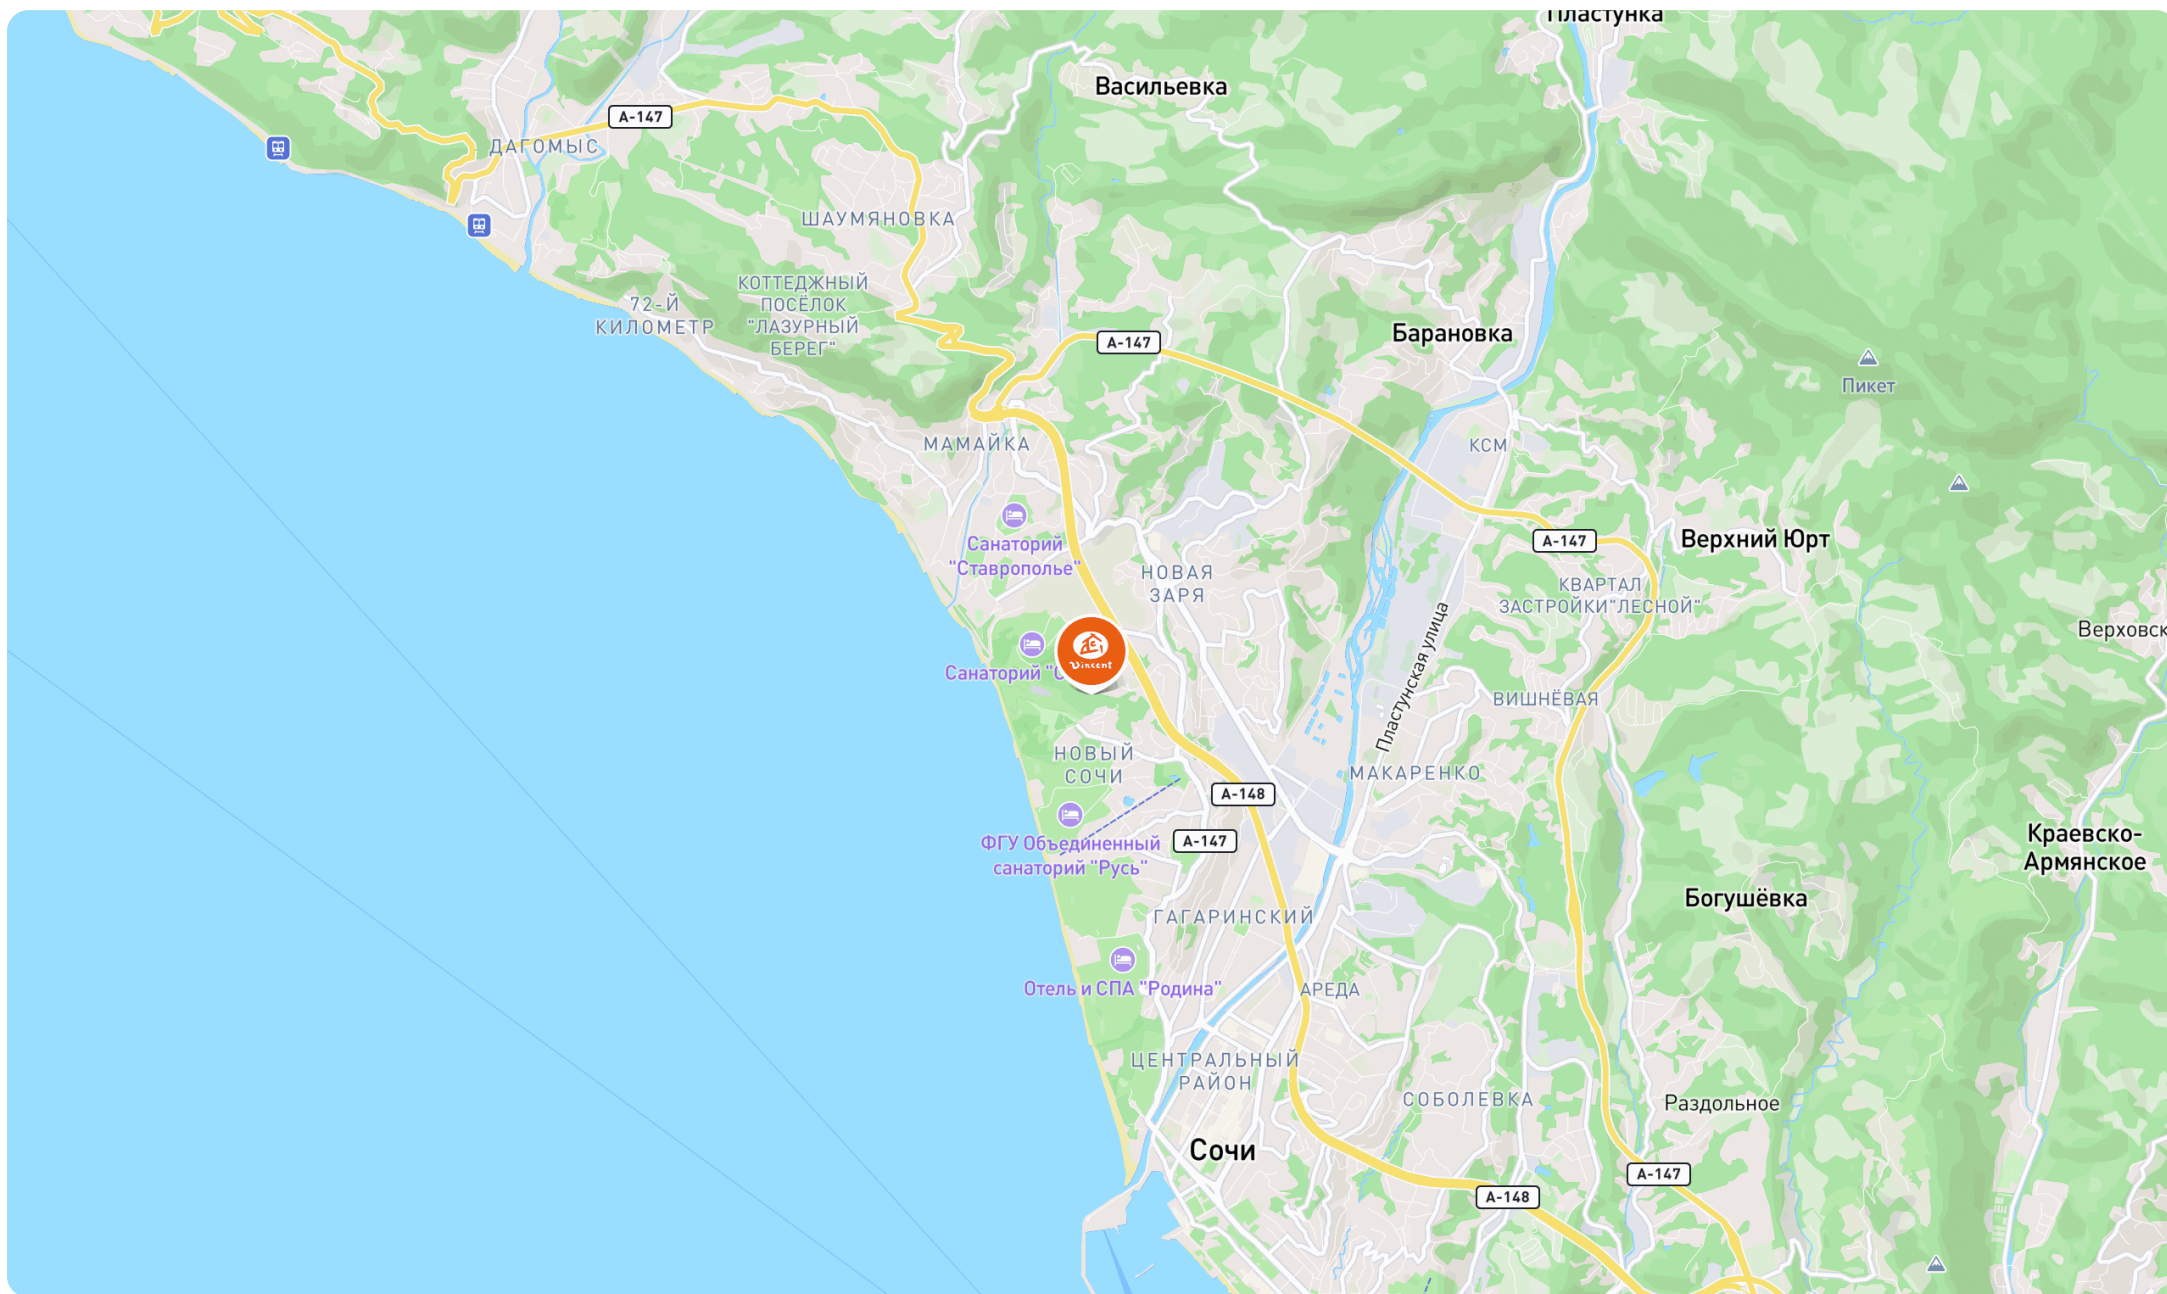 Пластунка
Васильевка
А-147
ДАГОМЫС
ШАУМЯНОВКА
КОТТЕДЖНЫЙ
ПОСЁЛОК
"ЛАЗУРНЫЙ
БЕРЕГ"
72-Й
КИЛОМЕТР
А-147
Барановка
Пикет
МАМАЙКА
КСМ
Санаторий
"Ставрополье"
А-147
Верхний Юрт
НОВАЯ
ЗАРЯ
КВАРТАЛ
ЗАСТРОЙКИ"ЛЕСНОЙ"
Верховск
Vincent
Санаторий "С
Пластунская улица
ВИШНЁВАЯ
НОВЫЙ
СОЧИ
МАКАРЕНКО
А-148
А-147
ФГУ Объединенный
санаторий "Русь"
Краевско-
Армянское
Богушёвка
ГАГАРИНСКИЙ
Отель и СПА "Родина"
АРЕДА
ЦЕНТРАЛЬНЫЙ
РАЙОН
СОБОЛЕВКА
Раздольное
Сочи
А-147
А-148